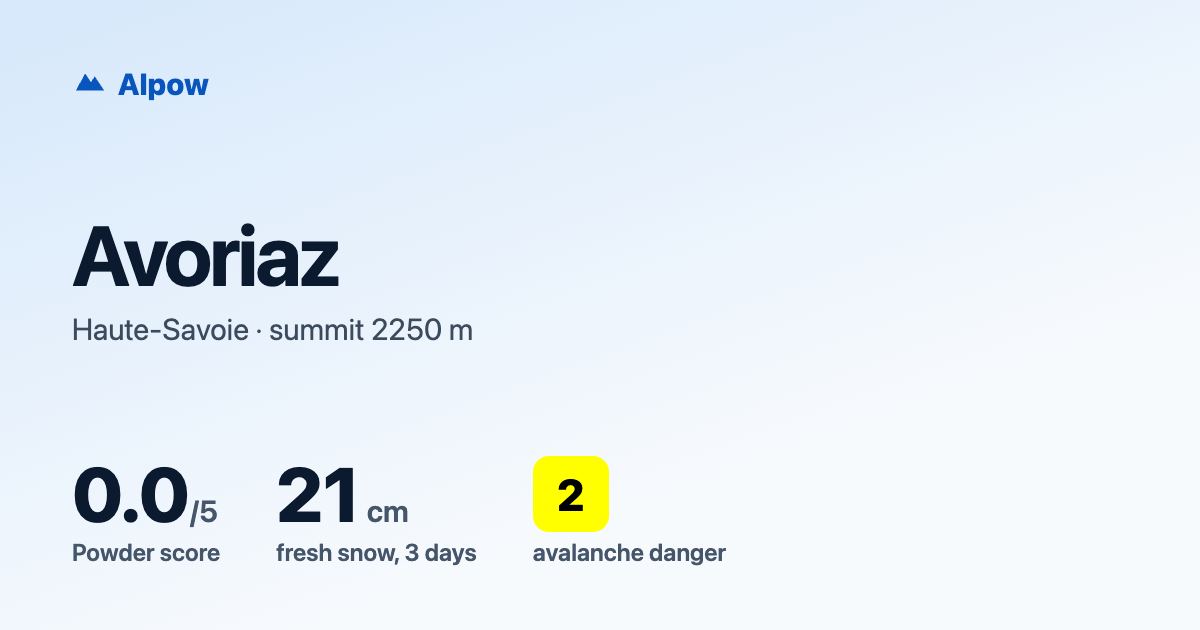 Alpow
Avoriaz
Haute-Savoie · summit 2250 m
0.0/5
Powder score
21 cm
fresh snow, 3 days
2
avalanche danger